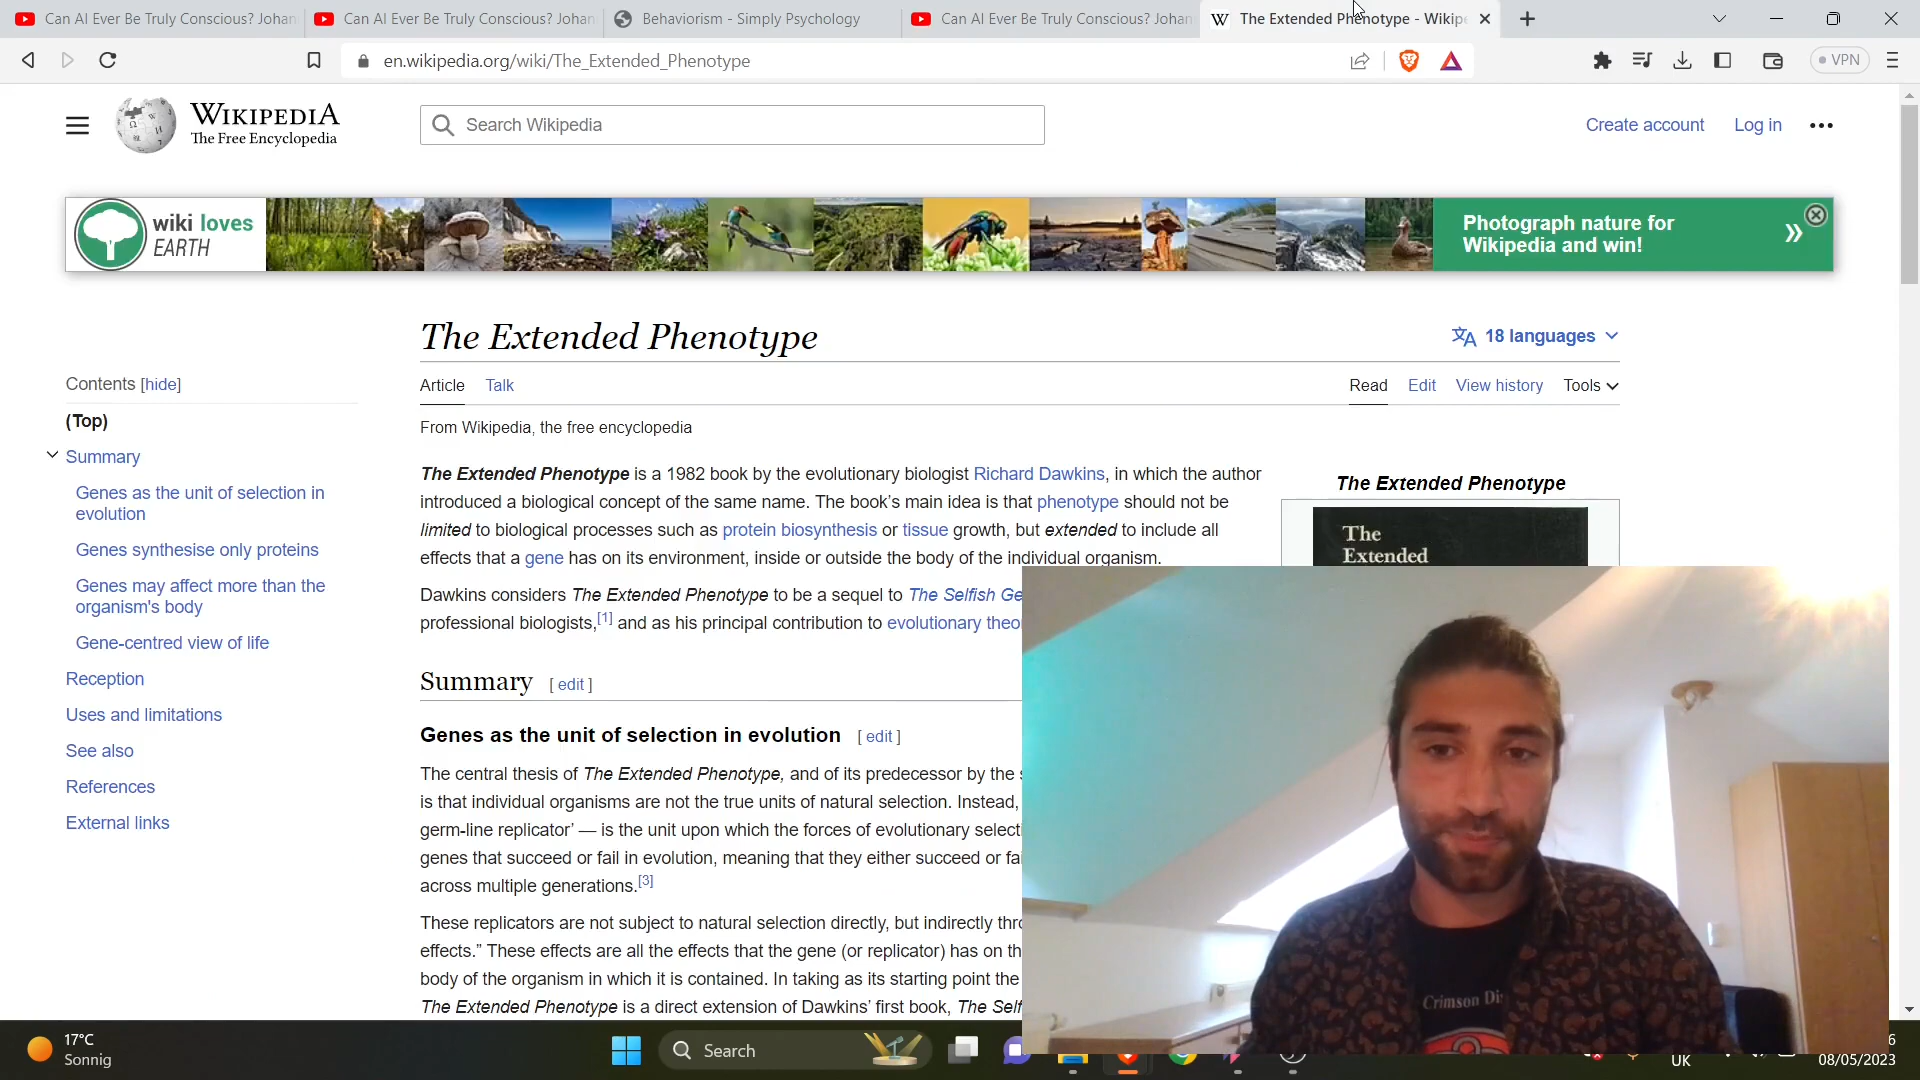 Can AI Ever Be Truly Conscious? Johan
Can AI Ever Be Truly Conscious? Johan
Behaviorism - Simply Psychology
Can AI Ever Be Truly Conscious? Johan
The Extended Phenotype - Wikipe
en.wikipedia.org/wiki/The_Extended_Phenotype
VPN
WIKIPEDIA
The Free Encyclopedia
Search Wikipedia
Create account
Log in
wiki loves
EARTH
Photograph nature for
Wikipedia and win!
The Extended Phenotype
18 languages
Contents [hide]
(Top)
Summary
Genes as the unit of selection in
evolution
Genes synthesise only proteins
Genes may affect more than the
organism's body
Gene-centred view of life
Reception
Uses and limitations
See also
References
External links
Article Talk
Read Edit View history Tools
From Wikipedia, the free encyclopedia
The Extended Phenotype is a 1982 book by the evolutionary biologist Richard Dawkins, in which the author
introduced a biological concept of the same name. The book's main idea is that phenotype should not be
limited to biological processes such as protein biosynthesis or tissue growth, but extended to include all
effects that a gene has on its environment, inside or outside the body of the individual organism.
Dawkins considers The Extended Phenotype to be a sequel to The Selfish Ge
professional biologists,[1] and as his principal contribution to evolutionary theo
The Extended Phenotype
The
Extended
Summary [ edit ]
Genes as the unit of selection in evolution [ edit ]
The central thesis of The Extended Phenotype, and of its predecessor by the s
is that individual organisms are not the true units of natural selection. Instead,
germ-line replicator' — is the unit upon which the forces of evolutionary selecti
genes that succeed or fail in evolution, meaning that they either succeed or fai
across multiple generations.[3]
These replicators are not subject to natural selection directly, but indirectly thro
effects." These effects are all the effects that the gene (or replicator) has on th
body of the organism in which it is contained. In taking as its starting point the
The Extended Phenotype is a direct extension of Dawkins' first book, The Self
Crimson Di
17°C
Sonnig
Search
UK
6
08/05/2023